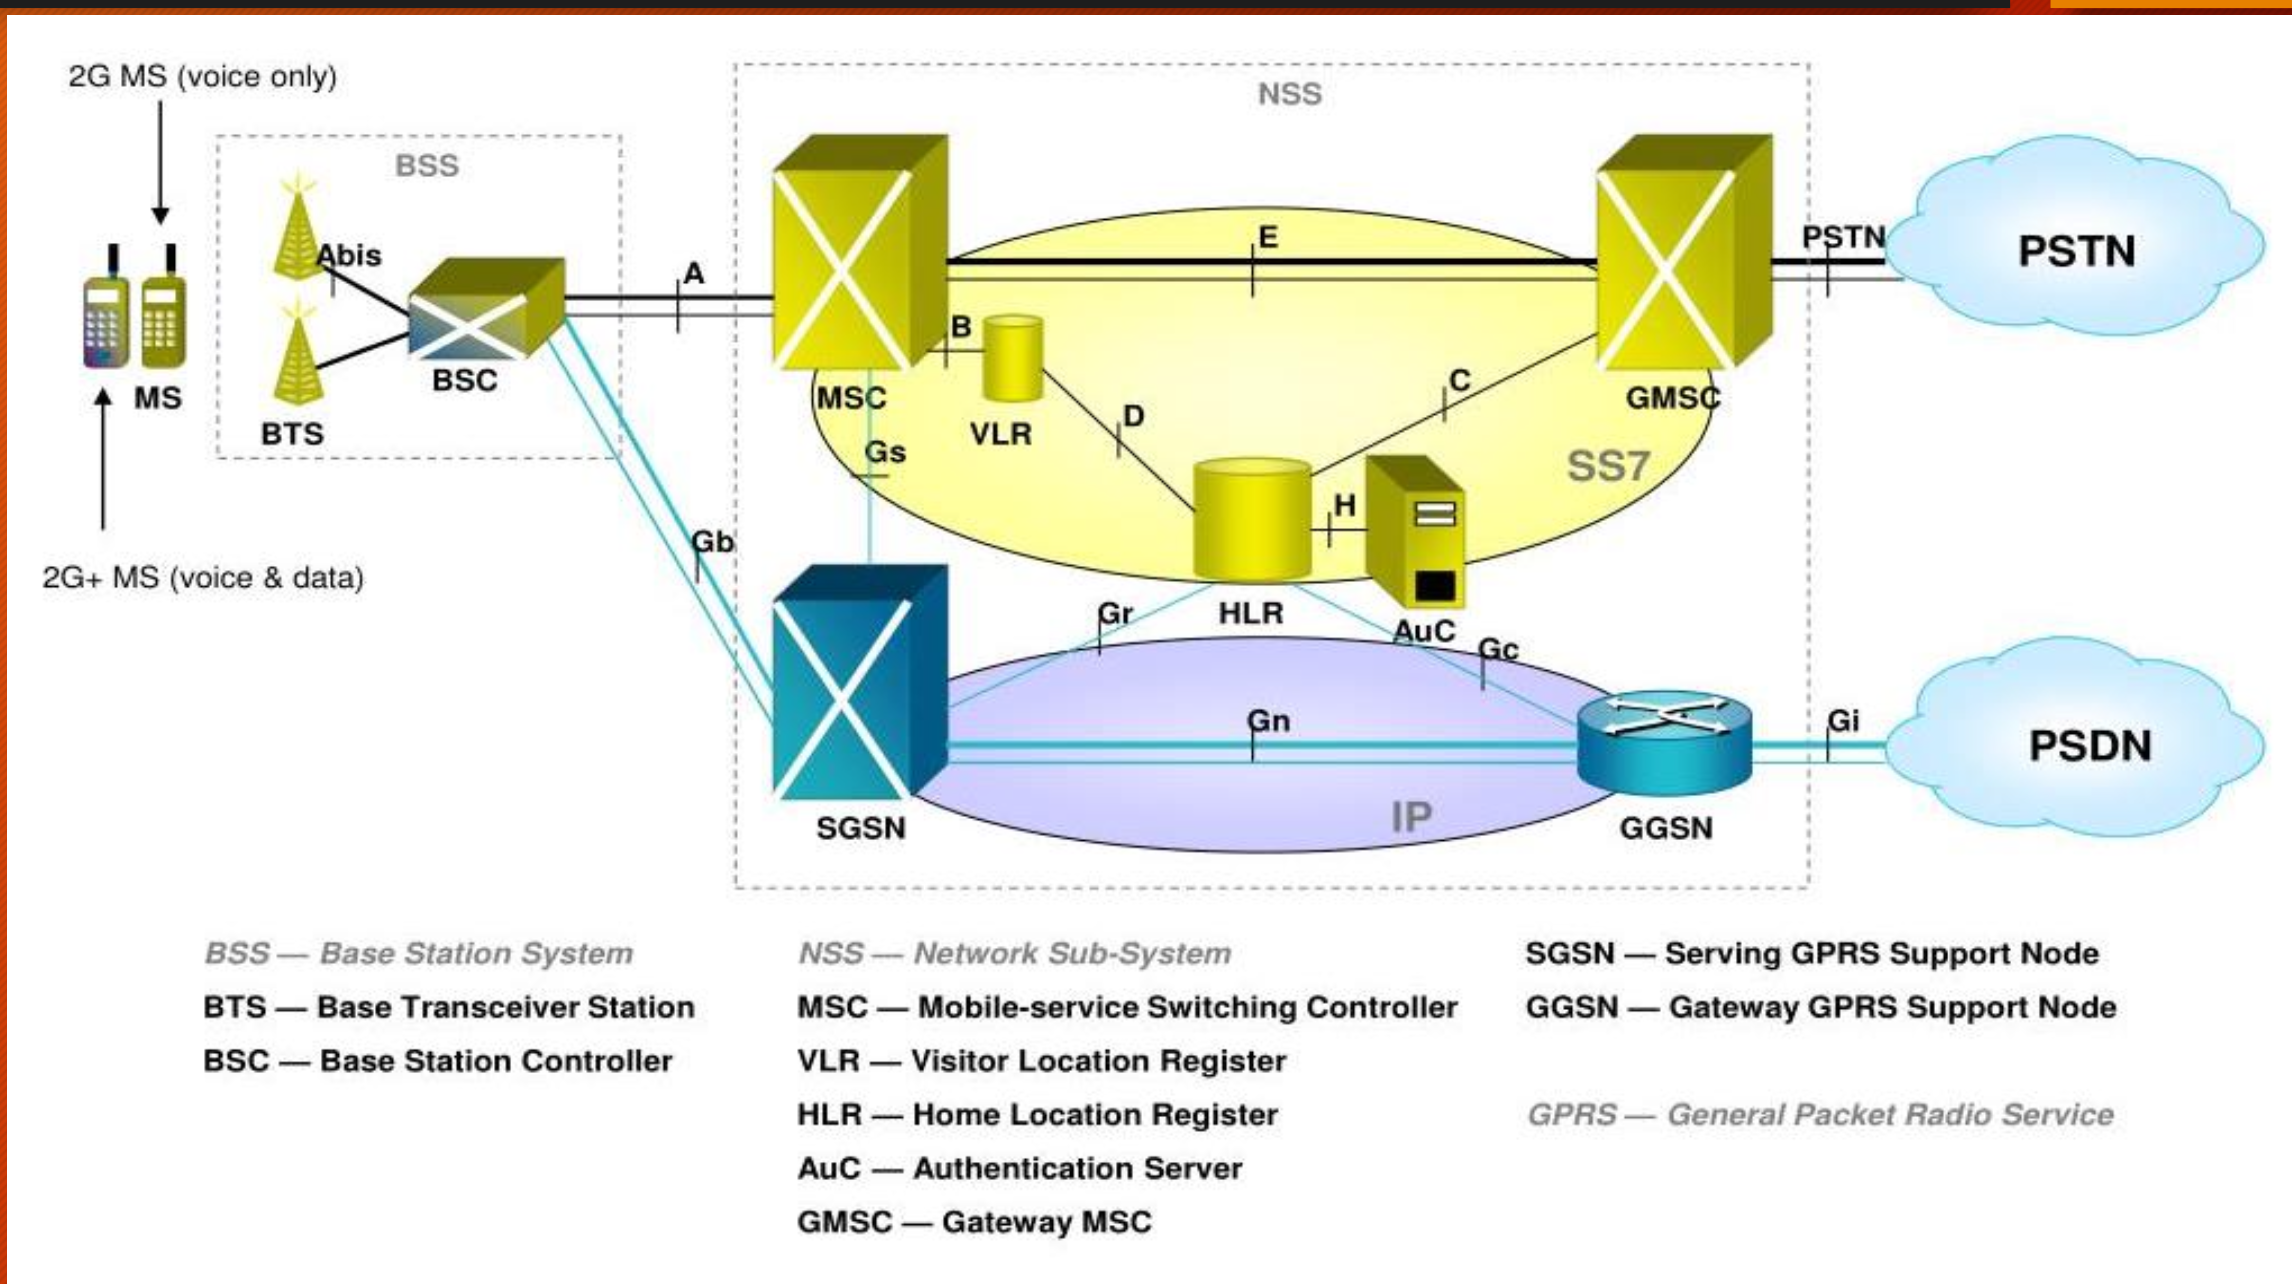 2G MS (voice only)
NSS
BSS
Abis
A
E
PSTN
PSTN
B
MS
BSC
BTS
MSC
VLR
D
C
GMSC
Gs
SS7
H
Gb
2G+ MS (voice & data)
Gr
HLR
AuC
Gc
Gn
Gi
PSDN
IP
SGSN
GGSN
BSS — Base Station System
BTS — Base Transceiver Station
BSC — Base Station Controller
NSS — Network Sub-System
MSC — Mobile-service Switching Controller
VLR — Visitor Location Register
HLR — Home Location Register
AuC — Authentication Server
GMSC — Gateway MSC
SGSN — Serving GPRS Support Node
GGSN — Gateway GPRS Support Node
GPRS — General Packet Radio Service